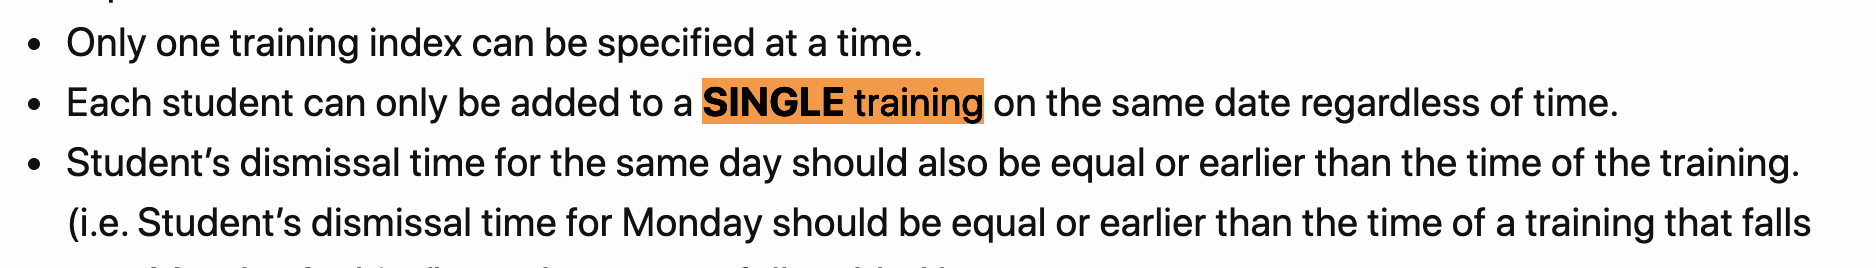 • Only one training index can be specified at a time.
• Each student can only be added to a SINGLE training on the same date regardless of time.
• Student’s dismissal time for the same day should also be equal or earlier than the time of the training.
(i.e. Student’s dismissal time for Monday should be equal or earlier than the time of a training that falls